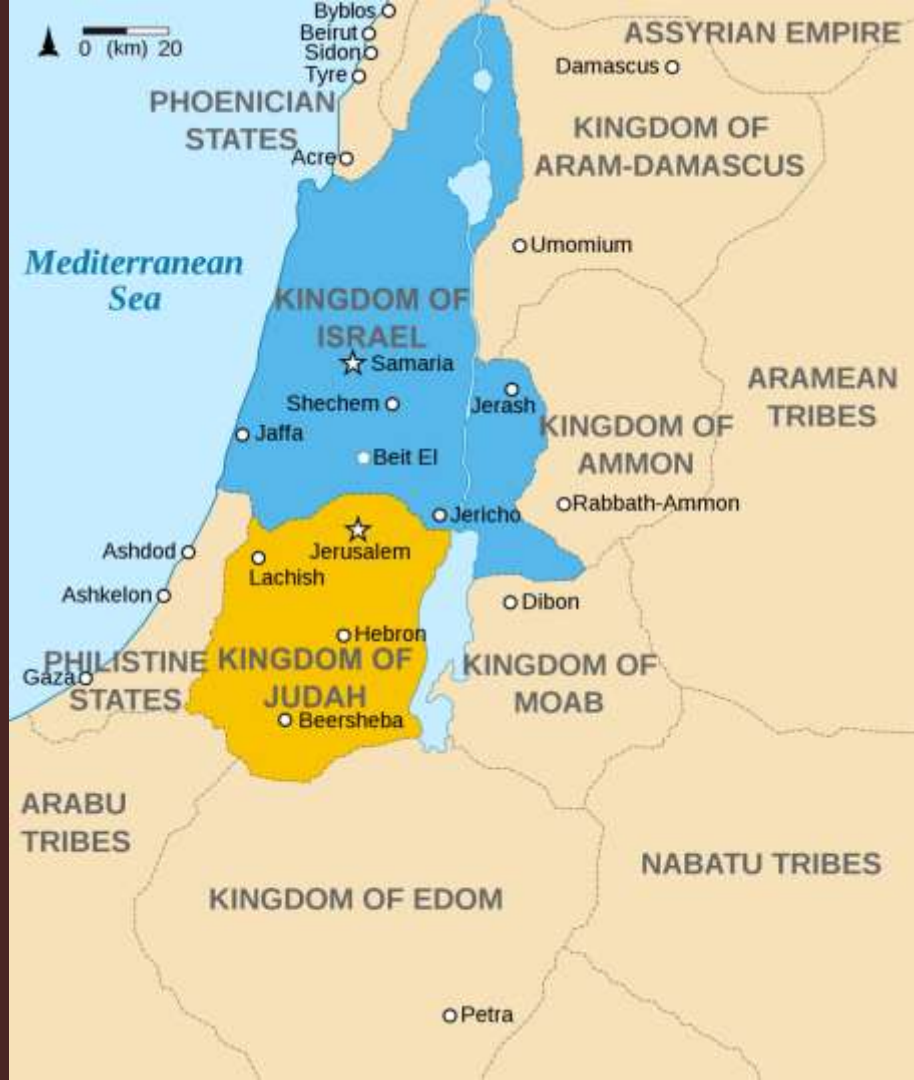 Byblos
Beirut
Sidon
Tyre
0 (km) 20
ASSYRIAN EMPIRE
Damascus
PHOENICIAN
STATES
KINGDOM OF
ARAM-DAMASCUS
Acre
Umomium
Mediterranean
Sea
KINGDOM OF
ISRAEL
Samaria
ARAMEAN
TRIBES
Shechem
Jerash
KINGDOM OF
AMMON
Jaffa
Beit El
Rabbath-Ammon
Jericho
Ashdod
Jerusalem
Lachish
Ashkelon
Dibon
Hebron
PHILISTINE
STATES
Gaza
KINGDOM OF
JUDAH
KINGDOM OF
MOAB
Beersheba
ARABU
TRIBES
NABATU TRIBES
KINGDOM OF EDOM
Petra